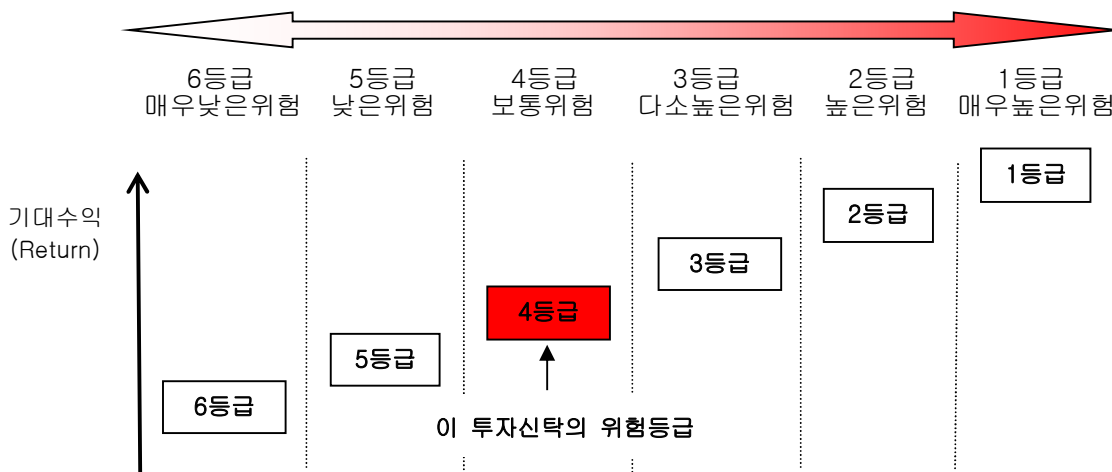 6등급 5등급 4등급 3등급 2등급 1등급
매우낮은위험 낮은위험 보통위험 다소높은위험 높은위험 매우높은위험
1등급
2등급
기대수익
(Return)
3등급
4등급
5등급
6등급
이 투자신탁의 위험등급